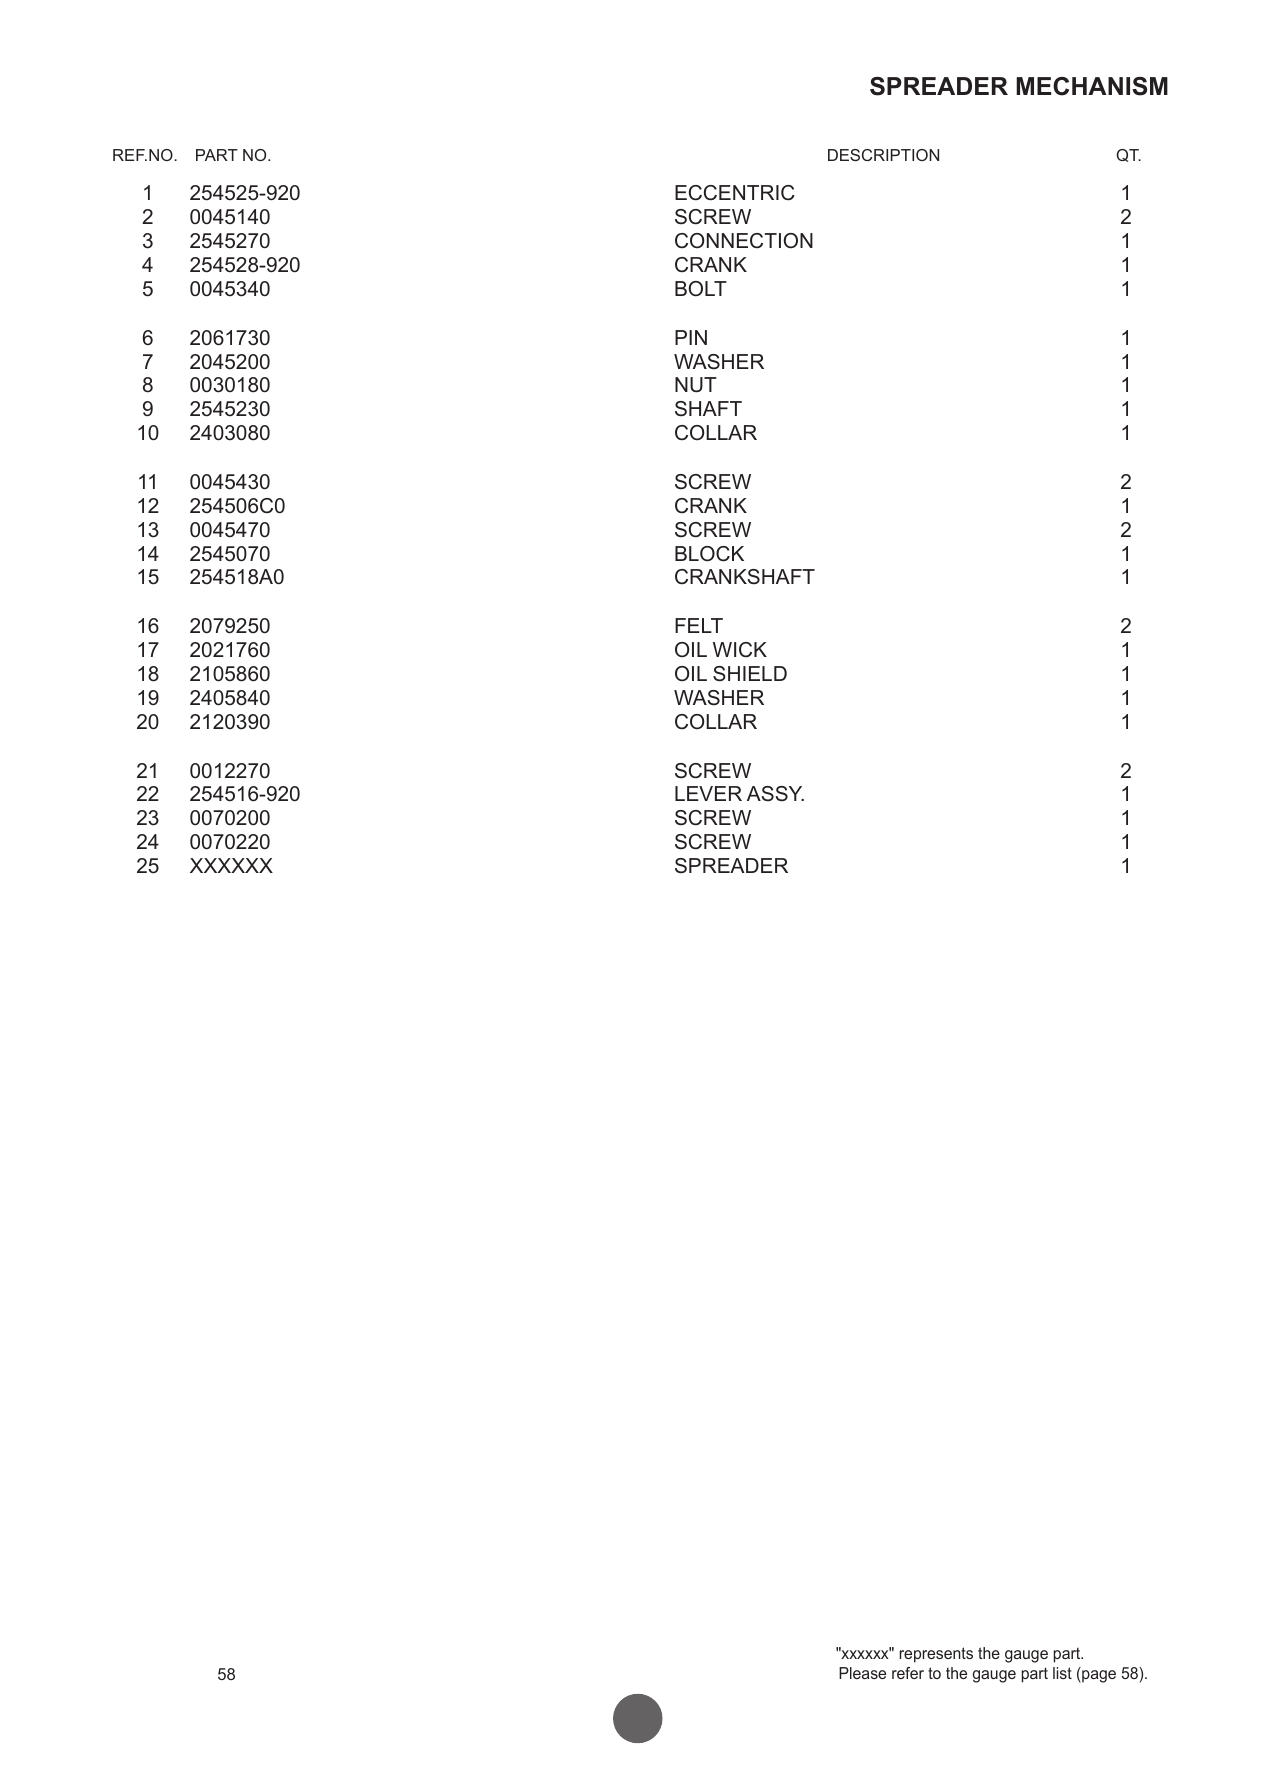 SPREADER MECHANISM
REF.NO. PART NO. DESCRIPTION QT.
1 254525-920 ECCENTRIC 1
2 0045140 SCREW 2
3 2545270 CONNECTION 1
4 254528-920 CRANK 1
5 0045340 BOLT 1
6 2061730 PIN 1
7 2045200 WASHER 1
8 0030180 NUT 1
9 2545230 SHAFT 1
10 2403080 COLLAR 1
11 0045430 SCREW 2
12 254506C0 CRANK 1
13 0045470 SCREW 2
14 2545070 BLOCK 1
15 254518A0 CRANKSHAFT 1
16 2079250 FELT 2
17 2021760 OIL WICK 1
18 2105860 OIL SHIELD 1
19 2405840 WASHER 1
20 2120390 COLLAR 1
21 0012270 SCREW 2
22 254516-920 LEVER ASSY. 1
23 0070200 SCREW 1
24 0070220 SCREW 1
25 XXXXXX SPREADER 1
"xxxxxx" represents the gauge part.
Please refer to the gauge part list (page 58).
58